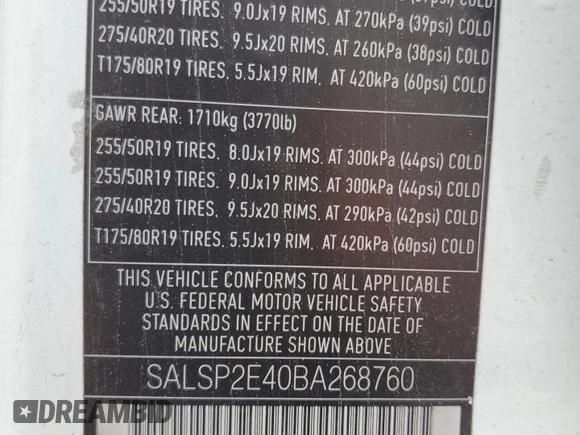 255/50R19 TIRES. 9.0Jx19 RIMS. AT 270kPa (39psi) COLD
275/40R20 TIRES. 9.5Jx20 RIMS. AT 260kPa (38psi) COLD
T175/80R19 TIRES. 5.5Jx19 RIM, AT 420kPa (60psi) COLD
GAWR REAR: 1710kg (3770lb)
255/50R19 TIRES. 8.0Jx19 RIMS. AT 300kPa (44psi) COLD
255/50R19 TIRES. 9.0Jx19 RIMS. AT 300kPa (44psi) COLD
275/40R20 TIRES. 9.5Jx20 RIMS. AT 290kPa (42psi) COLD
T175/80R19 TIRES. 5.5Jx19 RIM, AT 420kPa (60psi) COLD
THIS VEHICLE CONFORMS TO ALL APPLICABLE
U.S. FEDERAL MOTOR VEHICLE SAFETY
STANDARDS IN EFFECT ON THE DATE OF
MANUFACTURE SHOWN ABOVE
SALSP2E40BA268760
DREAMBID